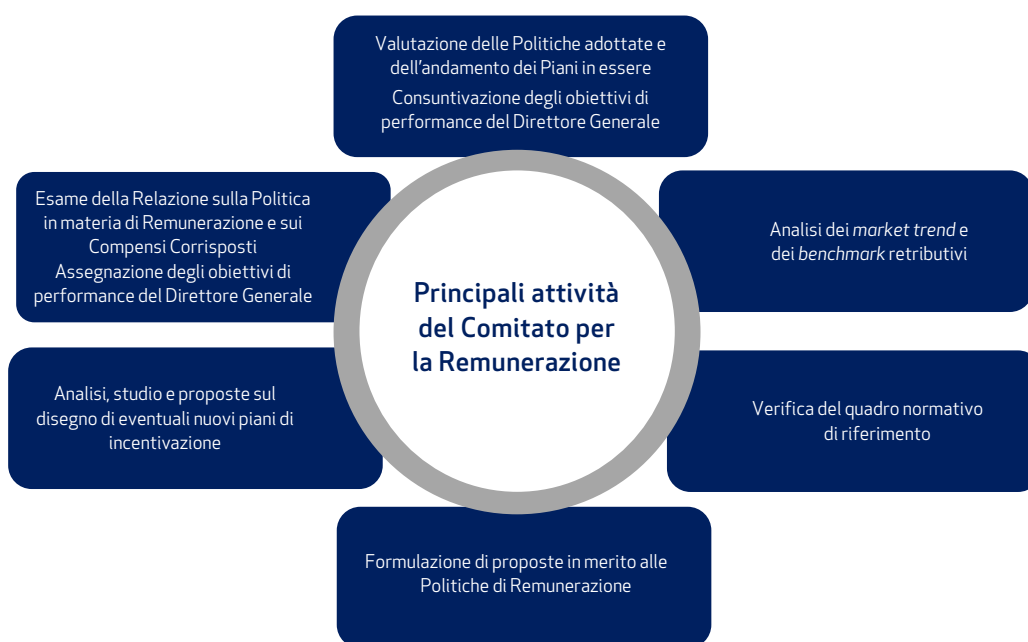 Valutazione delle Politiche adottate e
dell'andamento dei Piani in essere
Consuntivazione degli obiettivi di
performance del Direttore Generale
Esame della Relazione sulla Politica
in materia di Remunerazione e sui
Compensi Corrisposti
Assegnazione degli obiettivi di
performance del Direttore Generale
Analisi dei market trend e
dei benchmark retributivi
Principali attività
del Comitato per
la Remunerazione
Analisi, studio e proposte sul
disegno di eventuali nuovi piani di
incentivazione
Verifica del quadro normativo
di riferimento
Formulazione di proposte in merito alle
Politiche di Remunerazione